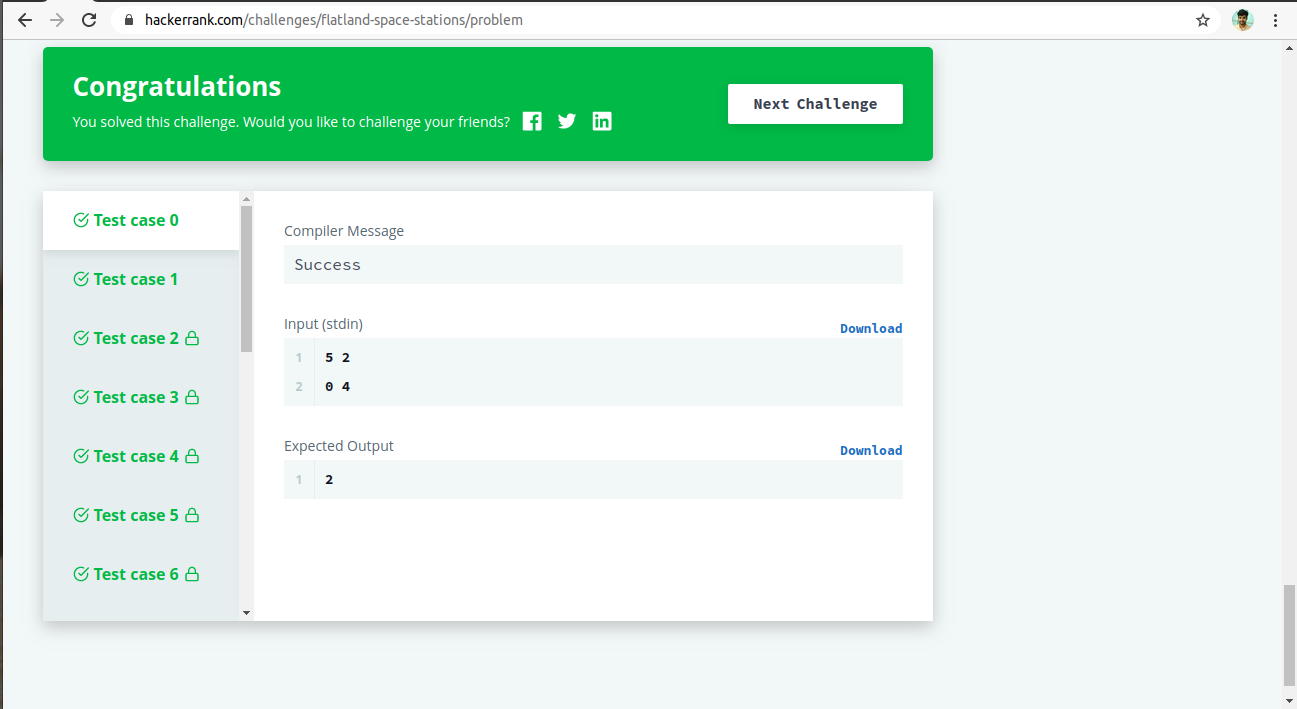 hackerrank.com/challenges/flatland-space-stations/problem
Congratulations
You solved this challenge. Would you like to challenge your friends?
Next Challenge
Test case 0
Test case 1
Test case 2
Test case 3
Test case 4
Test case 5
Test case 6
Compiler Message
Success
Input (stdin)
Download
1 5 2
2 0 4
Expected Output
Download
1 2